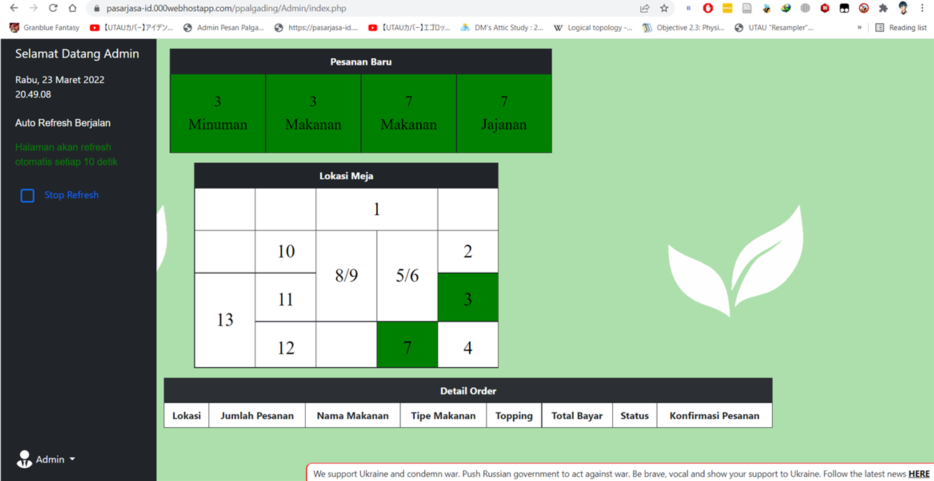 pasarjasa-id.000webhostapp.com/ppalgading/Admin/index.php
Granblue Fantasy
【UTAUカバー】アイデン...
Admin Pesan Palga...
https://pasarjasa-id....
【UTAUカバー】エゴロッ...
DM's Attic Study : 2...
Logical topology –...
Objective 2.3: Physi...
UTAU "Resampler"...
»
Reading list
Selamat Datang Admin
Rabu, 23 Maret 2022
20.49.08
Auto Refresh Berjalan
Halaman akan refresh
otomatis setiap 10 detik
Stop Refresh
Admin
Pesanan Baru
3 3 7 7
Minuman Makanan Makanan Jajanan
Lokasi Meja
1
10 2
8/9 5/6
11 3
13
12 7 4
Detail Order
Lokasi Jumlah Pesanan Nama Makanan Tipe Makanan Topping Total Bayar Status Konfirmasi Pesanan
We support Ukraine and condemn war. Push Russian government to act against war. Be brave, vocal and show your support to Ukraine. Follow the latest news HERE